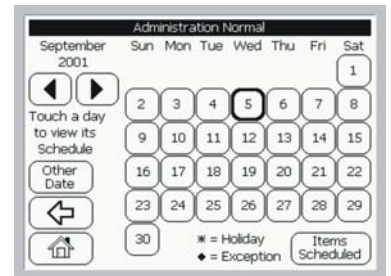 Administration Normal
September
2001
Sun Mon Tue Wed Thu Fri Sat
1
2 3 4 5 6 7 8
9 10 11 12 13 14 15
16 17 18 19 20 21 22
23 24 25 26 27 28 29
30
Touch a day
to view its
Schedule
Other
Date
✶ = Holiday
◆ = Exception
Items
Scheduled